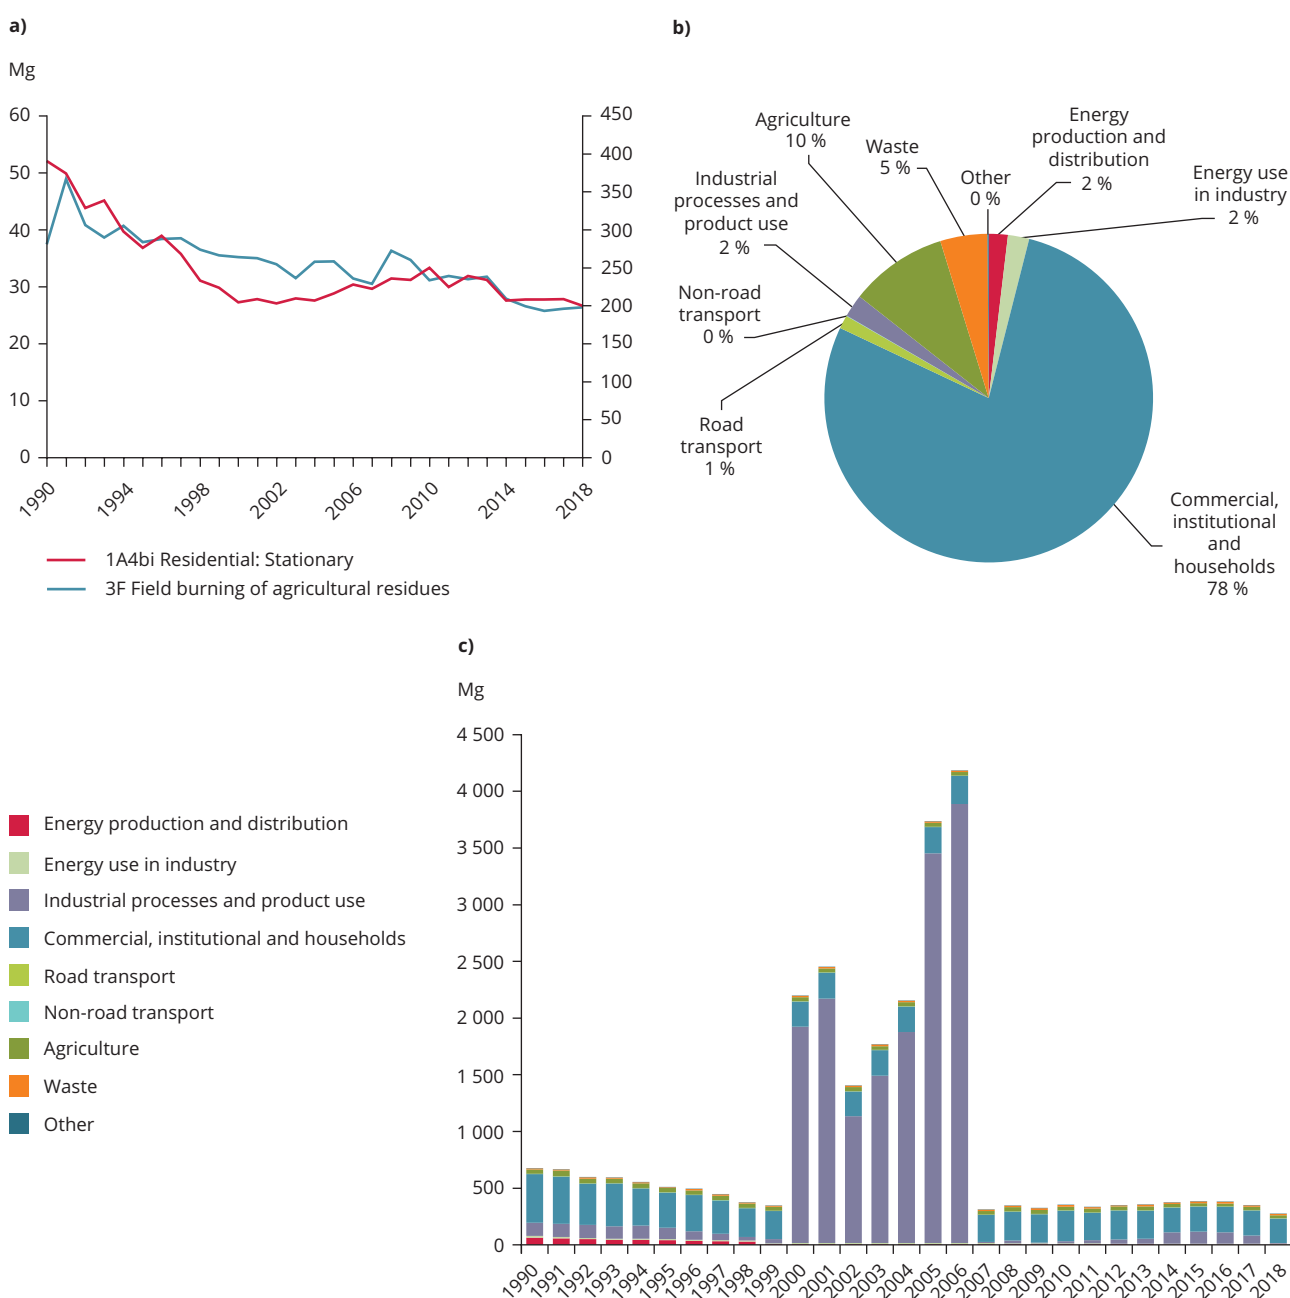 a)
Mg
60
50
40
30
20
10
0
450
400
350
300
250
200
150
100
50
0
1990
1994
1998
2002
2006
2010
2014
2018
1A4bi Residential: Stationary
3F Field burning of agricultural residues
b)
Agriculture
10 %
Waste
5 %
Other
0 %
Energy
production and
distribution
2 %
Energy use
in industry
2 %
Industrial
processes and
product use
2 %
Non-road
transport
0 %
Road
transport
1 %
Commercial,
institutional
and
households
78 %
c)
Mg
4 500
4 000
3 500
3 000
2 500
2 000
1 500
1 000
500
0
1990
1991
1992
1993
1994
1995
1996
1997
1998
1999
2000
2001
2002
2003
2004
2005
2006
2007
2008
2009
2010
2011
2012
2013
2014
2015
2016
2017
2018
Energy production and distribution
Energy use in industry
Industrial processes and product use
Commercial, institutional and households
Road transport
Non-road transport
Agriculture
Waste
Other